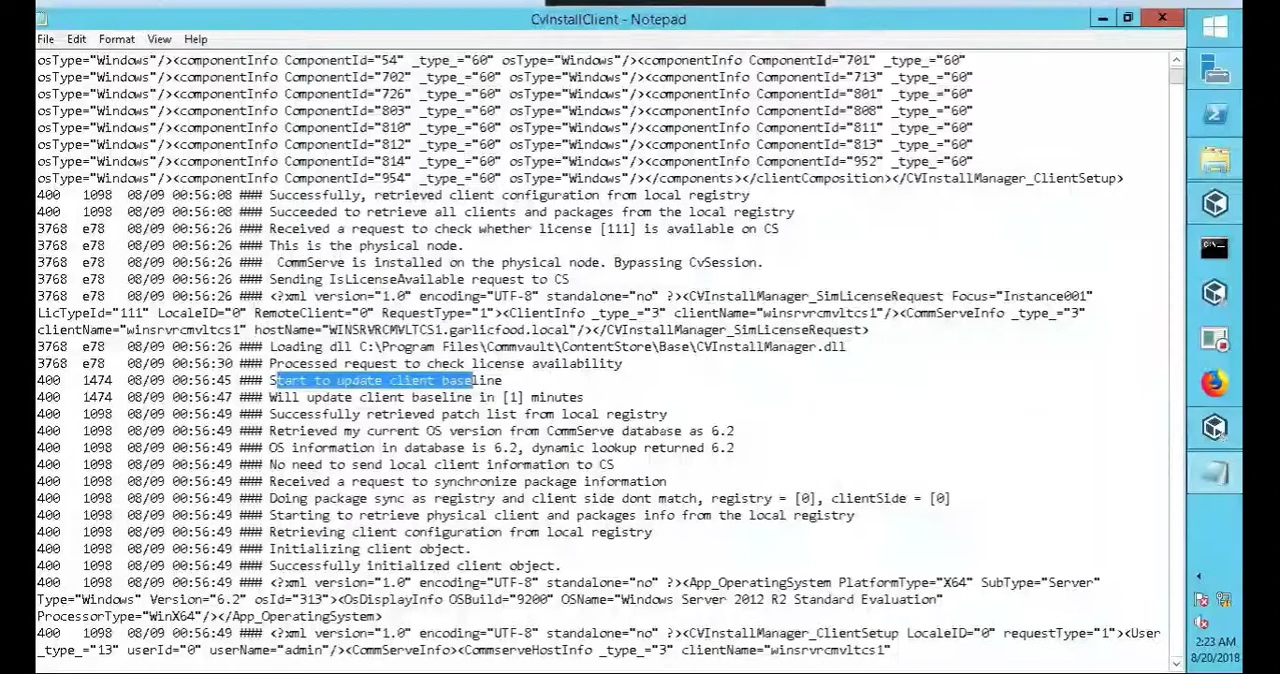 CvInstallClient - Notepad
File Edit Format View Help
osType="Windows"/><componentInfo ComponentId="54" _type_="60" osType="Windows"/><componentInfo ComponentId="701" _type_="60"
osType="Windows"/><componentInfo ComponentId="702" _type_="60" osType="Windows"/><componentInfo ComponentId="713" _type_="60"
osType="Windows"/><componentInfo ComponentId="726" _type_="60" osType="Windows"/><componentInfo ComponentId="801" _type_="60"
osType="Windows"/><componentInfo ComponentId="803" _type_="60" osType="Windows"/><componentInfo ComponentId="808" _type_="60"
osType="Windows"/><componentInfo ComponentId="810" _type_="60" osType="Windows"/><componentInfo ComponentId="811" _type_="60"
osType="Windows"/><componentInfo ComponentId="812" _type_="60" osType="Windows"/><componentInfo ComponentId="813" _type_="60"
osType="Windows"/><componentInfo ComponentId="814" _type_="60" osType="Windows"/><componentInfo ComponentId="952" _type_="60"
osType="Windows"/><componentInfo ComponentId="954" _type_="60" osType="Windows"/></components></clientComposition></CVInstallManager_ClientSetup>
400 1098 08/09 00:56:08 ### Successfully, retrieved client configuration from local registry
400 1098 08/09 00:56:08 ### Succeeded to retrieve all clients and packages from the local registry
3768 e78 08/09 00:56:26 ### Received a request to check whether license [111] is available on CS
3768 e78 08/09 00:56:26 ### This is the physical node.
3768 e78 08/09 00:56:26 ### CommServe is installed on the physical node. Bypassing CvSession.
3768 e78 08/09 00:56:26 ### Sending IsLicenseAvailable request to CS
3768 e78 08/09 00:56:26 ### <?xml version="1.0" encoding="UTF-8" standalone="no" ?><CVInstallManager_SimLicenseRequest Focus="Instance001"
LicTypeId="111" LocaleID="0" RemoteClient="0" RequestType="1"><ClientInfo _type_="3" clientName="winsrvrcmvltcs1"/><CommServeInfo _type_="3"
clientName="winsrvrcmvltcs1" hostName="WINSRVRCMVLTCS1.garlicfood.local"/></CVInstallManager_SimLicenseRequest>
3768 e78 08/09 00:56:26 ### Loading dll C:\Program Files\Commvault\ContentStore\Base\CVInstallManager.dll
3768 e78 08/09 00:56:30 ### Processed request to check license availability
400 1474 08/09 00:56:45 ### Start to update client baseline
400 1474 08/09 00:56:47 ### Will update client baseline in [1] minutes
400 1098 08/09 00:56:49 ### Successfully retrieved patch list from local registry
400 1098 08/09 00:56:49 ### Retrieved my current OS version from CommServe database as 6.2
400 1098 08/09 00:56:49 ### OS information in database is 6.2, dynamic lookup returned 6.2
400 1098 08/09 00:56:49 ### No need to send local client information to CS
400 1098 08/09 00:56:49 ### Received a request to synchronize package information
400 1098 08/09 00:56:49 ### Doing package sync as registry and client side dont match, registry = [0], clientSide = [0]
400 1098 08/09 00:56:49 ### Starting to retrieve physical client and packages info from the local registry
400 1098 08/09 00:56:49 ### Retrieving client configuration from local registry
400 1098 08/09 00:56:49 ### Initializing client object.
400 1098 08/09 00:56:49 ### Successfully initialized client object.
400 1098 08/09 00:56:49 ### <?xml version="1.0" encoding="UTF-8" standalone="no" ?><App_OperatingSystem PlatformType="X64" SubType="Server"
Type="Windows" Version="6.2" osId="313"><OsDisplayInfo OSBuild="9200" OSName="Windows Server 2012 R2 Standard Evaluation"
ProcessorType="WinX64"/></App_OperatingSystem>
400 1098 08/09 00:56:49 ### <?xml version="1.0" encoding="UTF-8" standalone="no" ?><CVInstallManager_ClientSetup LocaleID="0" requestType="1"><User
_type_="13" userId="0" userName="admin"/><CommServeInfo><CommserveHostInfo _type_="3" clientName="winsrvrcmvltcs1"
2:23 AM
8/20/2018